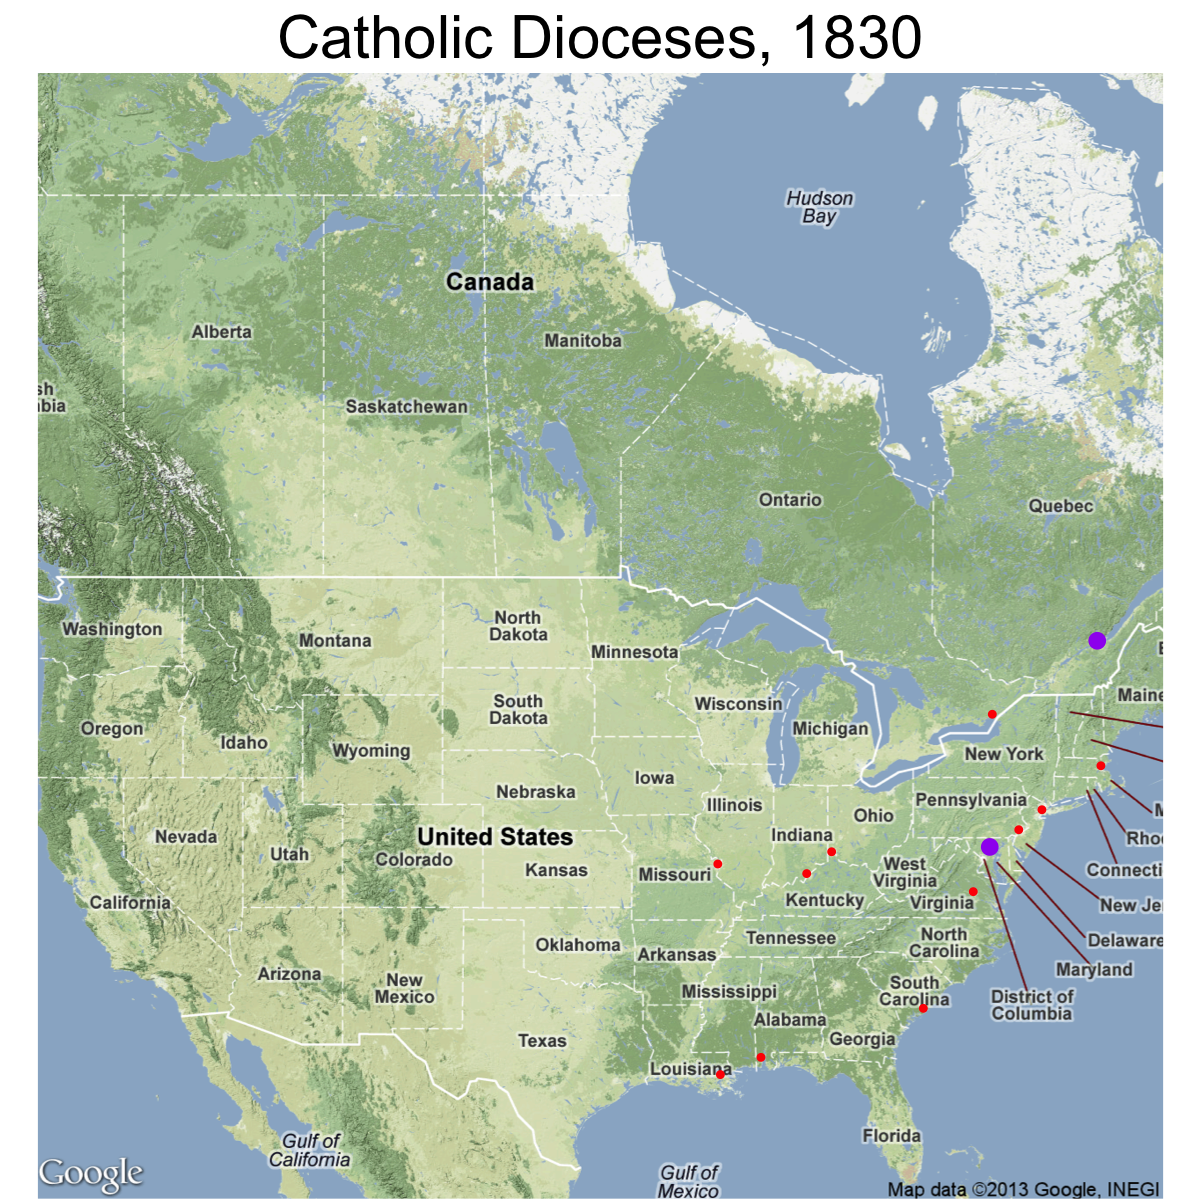 Catholic Dioceses, 1830
Hudson
Bay
Canada
Alberta
Manitoba
sh
nbia
Saskatchewan
Ontario
Quebec
Washington
North
Dakota
Montana
Minnesota
Maine
South
Dakota
Wisconsin
Oregon
Michigan
Idaho
Wyoming
New York
Iowa
Nebraska
Pennsylvania
Illinois
Ohio
M
Nevada
United States
Indiana
Rho
Utah
Colorado
Kansas
Missouri
West
Virginia
Connecti
California
Kentucky
Virginia
New Je
Oklahoma
Arkansas
Tennessee
North
Carolina
Delaware
Arizona
New
Mexico
Mississippi
South
Carolina
Maryland
District of
Columbia
Texas
Alabama
Georgia
Louisiana
Florida
Gulf of
California
Gulf of
Mexico
Google
Map data ©2013 Google, INEGI